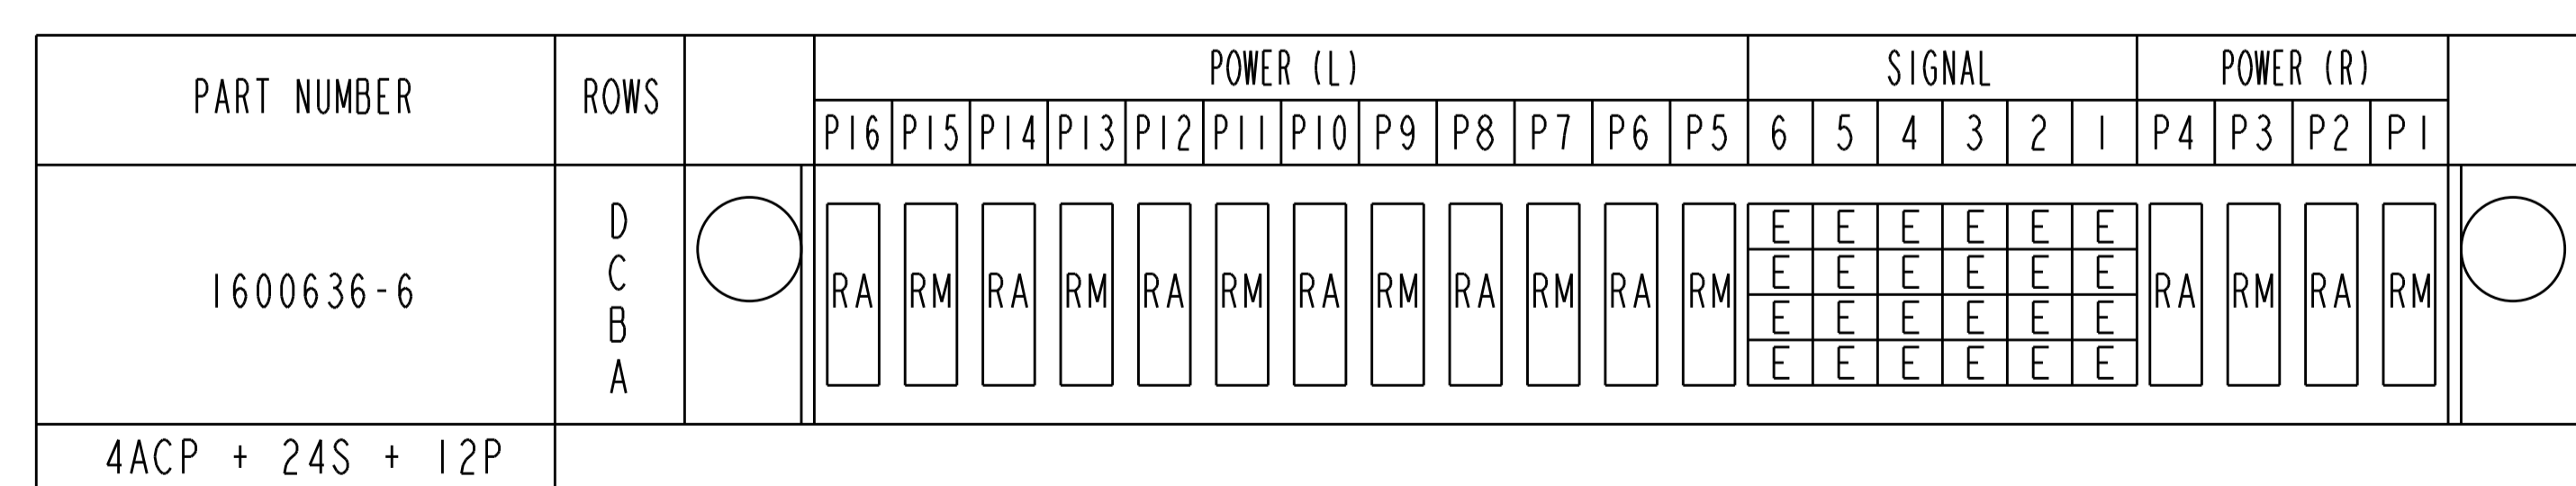 PART NUMBER ROWS POWER (L) SIGNAL POWER (R)
P16 P15 P14 P13 P12 P11 P10 P9 P8 P7 P6 P5 6 5 4 3 2 1 P4 P3 P2 P1
1600636-6
D
C
B
A
RA RM RA RM RA RM RA RM RA RM RA RM
E E E E E E
E E E E E E
E E E E E E
E E E E E E
RA RM RA RM
4ACP + 24S + 12P